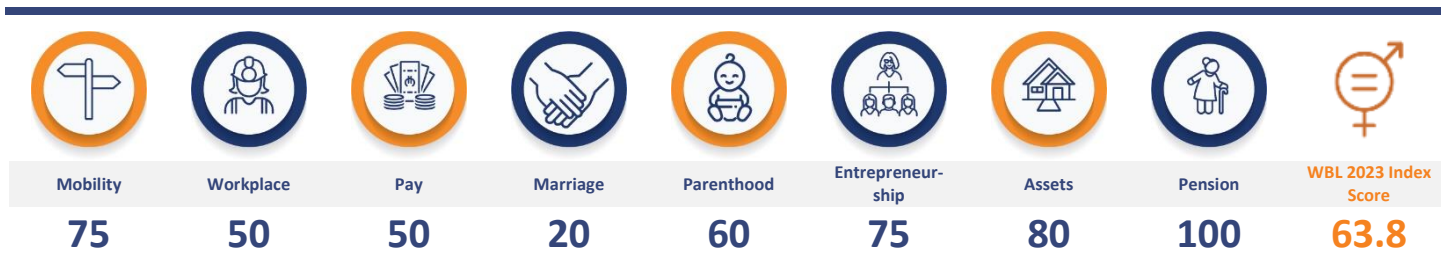 Mobility
Workplace
Pay
Marriage
Parenthood
Entrepreneur-
ship
Assets
Pension
WBL 2023 Index
Score
75
50
50
20
60
75
80
100
63.8